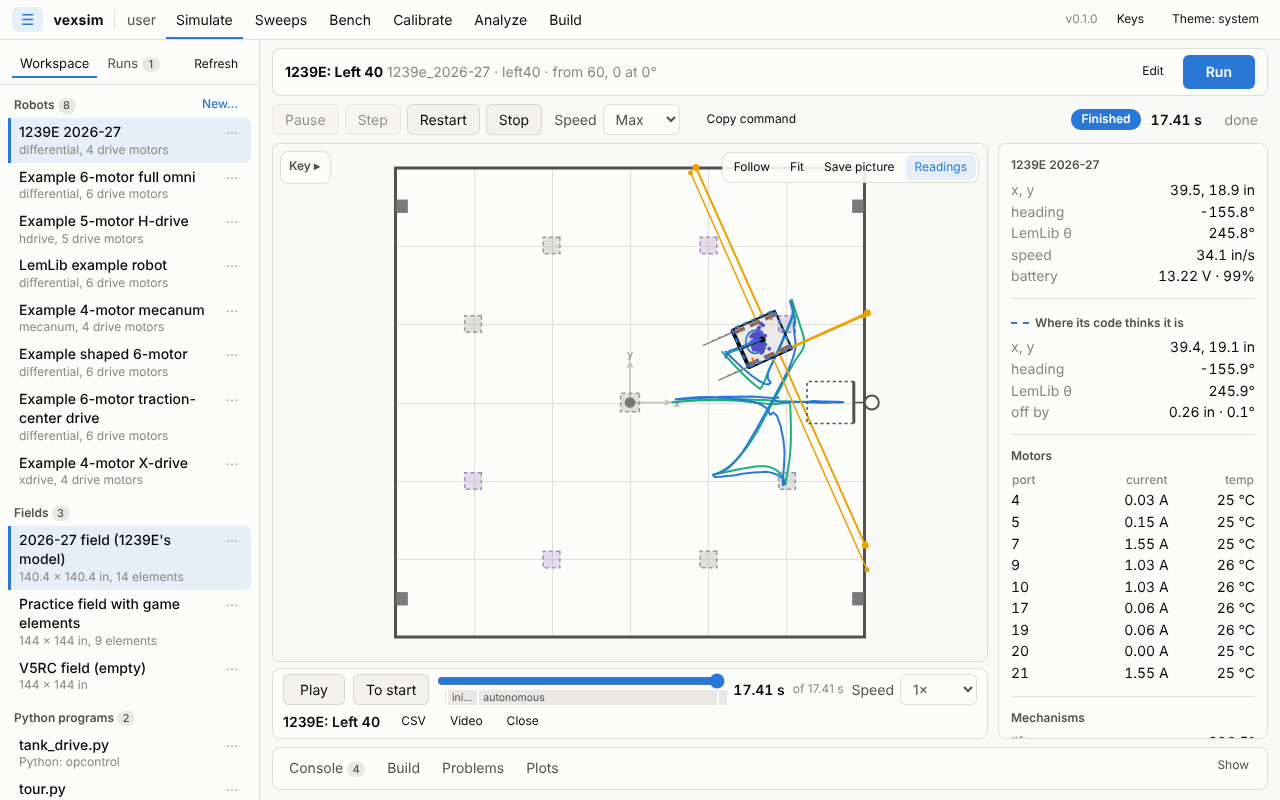 ☰ vexsim user Simulate Sweeps Bench Calibrate Analyze Build v0.1.0 Keys Theme: system
Workspace Runs 1 Refresh
Robots 8 New...
1239E 2026-27
differential, 4 drive motors
Example 6-motor full omni
differential, 6 drive motors
Example 5-motor H-drive
hdrive, 5 drive motors
LemLib example robot
differential, 6 drive motors
Example 4-motor mecanum
mecanum, 4 drive motors
Example shaped 6-motor
differential, 6 drive motors
Example 6-motor traction-
center drive
differential, 6 drive motors
Example 4-motor X-drive
xdrive, 4 drive motors
Fields 3
2026-27 field (1239E's
model)
140.4 × 140.4 in, 14 elements
Practice field with game
elements
144 × 144 in, 9 elements
V5RC field (empty)
144 × 144 in
Python programs 2
tank_drive.py
Python: opcontrol
tour.py
1239E: Left 40 1239e_2026-27 · left40 · from 60, 0 at 0° Edit Run
Pause Step Restart Stop Speed Max Copy command Finished 17.41 s done
Key ▸ Follow Fit Save picture Readings
y
x
1239E 2026-27
x, y 39.5, 18.9 in
heading -155.8°
LemLib θ 245.8°
speed 34.1 in/s
battery 13.22 V · 99%
Where its code thinks it is
x, y 39.4, 19.1 in
heading -155.9°
LemLib θ 245.9°
off by 0.26 in · 0.1°
Motors
port current temp
4 0.03 A 25 °C
5 0.15 A 25 °C
7 1.55 A 25 °C
9 1.03 A 26 °C
10 1.03 A 26 °C
17 0.06 A 26 °C
19 0.06 A 26 °C
20 0.00 A 25 °C
21 1.55 A 25 °C
Mechanisms
Play To start ini... autonomous 17.41 s of 17.41 s Speed 1×
1239E: Left 40 CSV Video Close
Console 4 Build Problems Plots Show